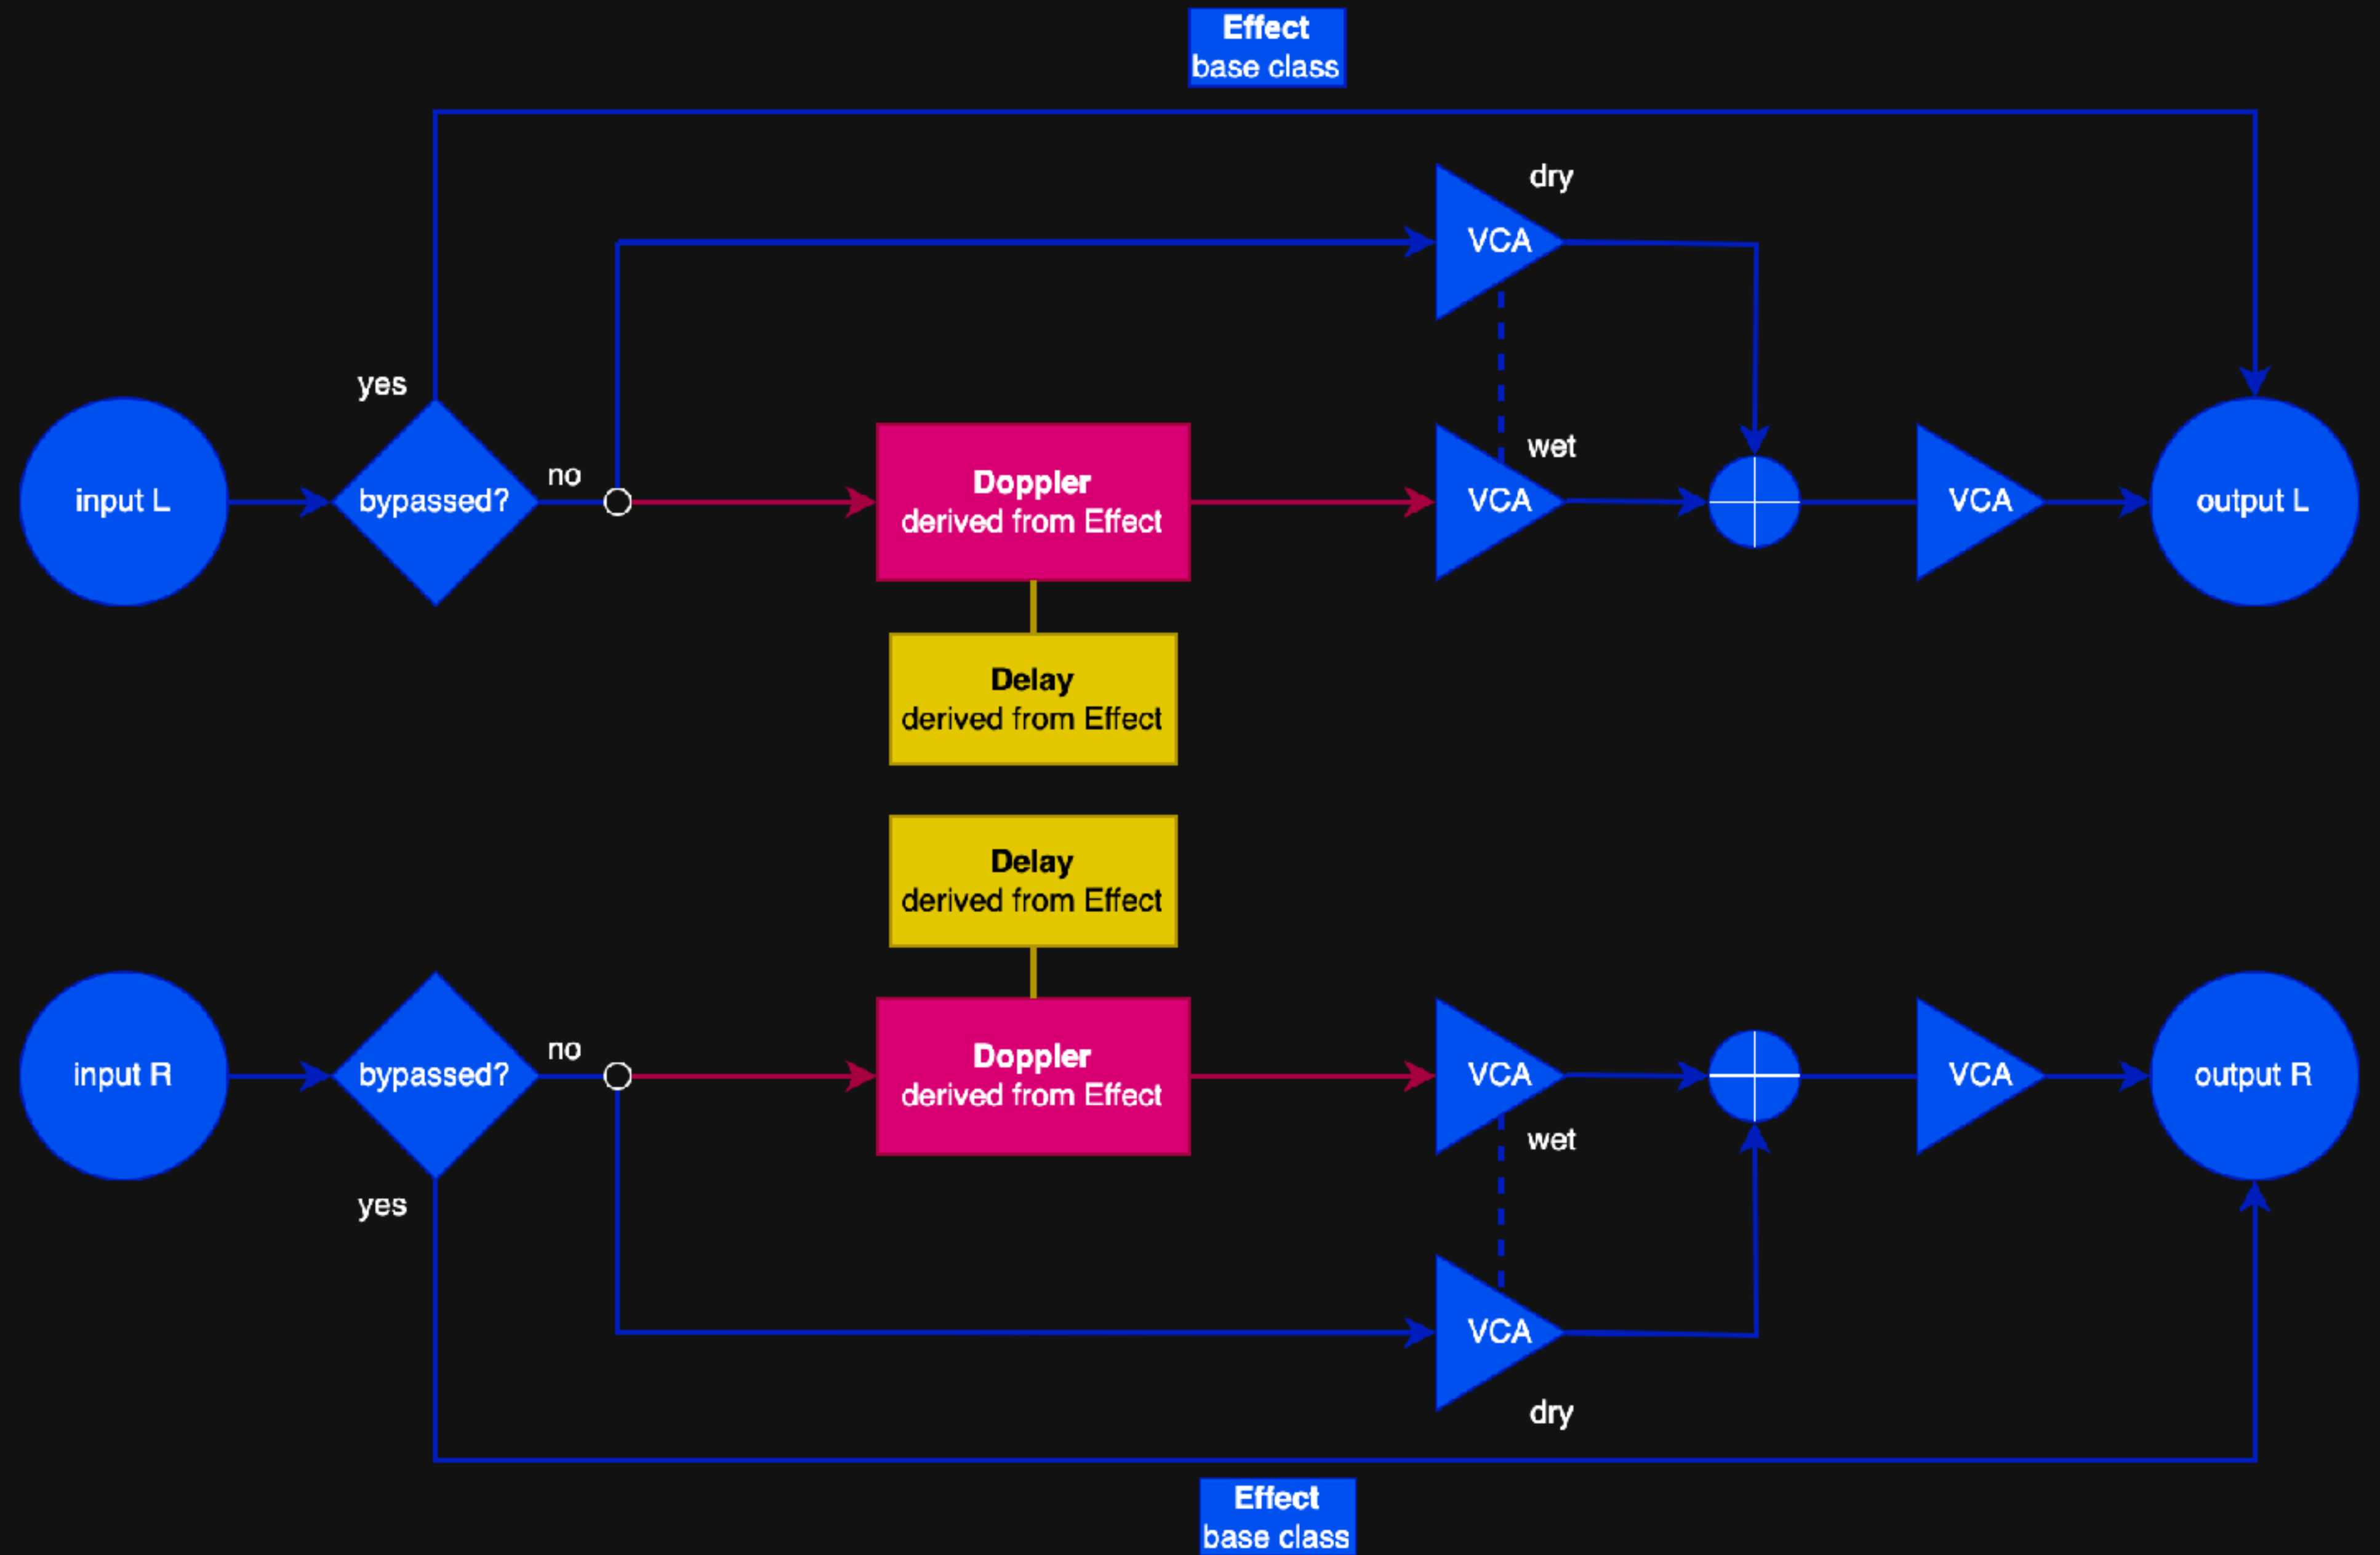 Effect
base class
dry
VCA
yes
no
wet
input L
bypassed?
Doppler
derived from Effect
VCA
VCA
output L
Delay
derived from Effect
Delay
derived from Effect
no
input R
bypassed?
Doppler
derived from Effect
VCA
VCA
output R
wet
yes
VCA
dry
Effect
base class